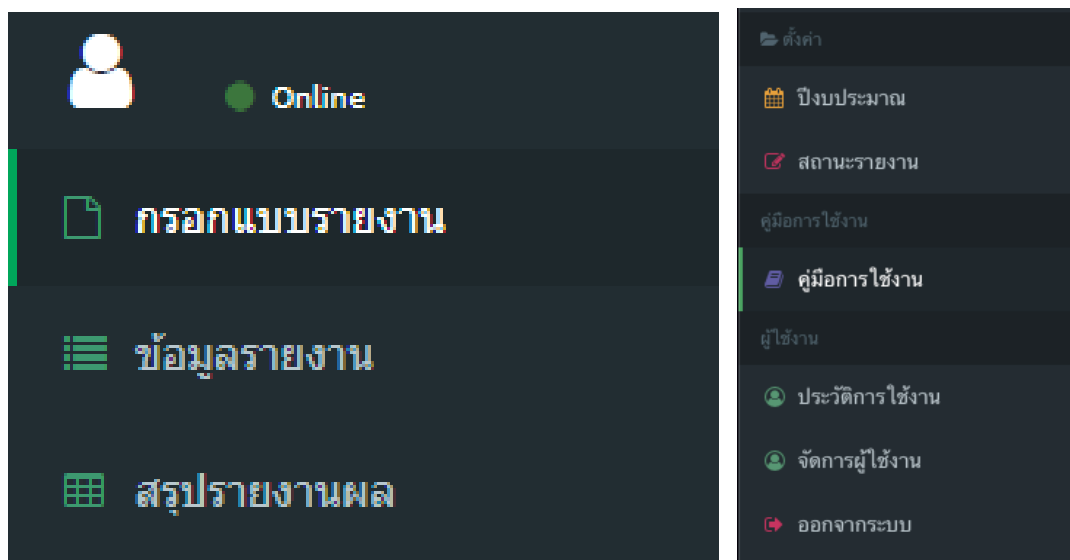 Online
กรอกแบบรายงาน
ข้อมูลรายงาน
สรุปรายงานผล
ตั้งค่า
ปีงบประมาณ
สถานะรายงาน
คู่มือการใช้งาน
คู่มือการใช้งาน
ผู้ใช้งาน
ประวัติการใช้งาน
จัดการผู้ใช้งาน
ออกจากระบบ